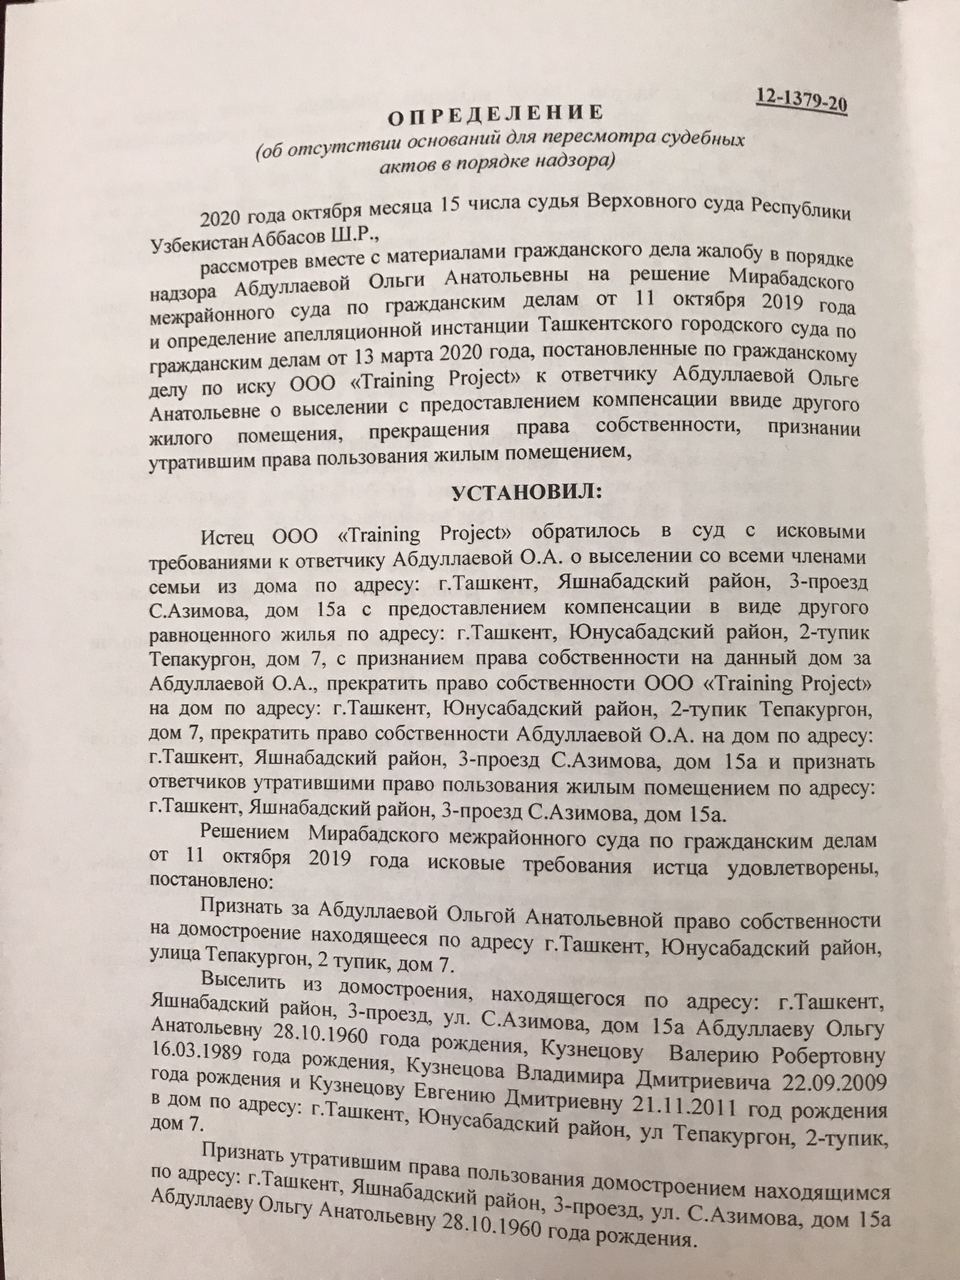 12-1379-20
О П Р Е Д Е Л Е Н И Е
(об отсутствии оснований для пересмотра судебных
актов в порядке надзора)
2020 года октября месяца 15 числа судья Верховного суда Республики
Узбекистан Аббасов Ш.Р.,
рассмотрев вместе с материалами гражданского дела жалобу в порядке
надзора Абдуллаевой Ольги Анатольевны на решение Мирабадского
межрайонного суда по гражданским делам от 11 октября 2019 года
и определение апелляционной инстанции Ташкентского городского суда по
гражданским делам от 13 марта 2020 года, постановленные по гражданскому
делу по иску ООО «Training Project» к ответчику Абдуллаевой Ольге
Анатольевне о выселении с предоставлением компенсации ввиде другого
жилого помещения, прекращения права собственности, признании
утратившим права пользования жилым помещением,
УСТАНОВИЛ:
Истец ООО «Training Project» обратилось в суд с исковыми
требованиями к ответчику Абдуллаевой О.А. о выселении со всеми членами
семьи из дома по адресу: г.Ташкент, Яшнабадский район, 3-проезд
С.Азимова, дом 15а с предоставлением компенсации в виде другого
равноценного жилья по адресу: г.Ташкент, Юнусабадский район, 2-тупик
Тепакургон, дом 7, с признанием права собственности на данный дом за
Абдуллаевой О.А., прекратить право собственности ООО «Training Project»
на дом по адресу: г.Ташкент, Юнусабадский район, 2-тупик Тепакургон,
дом 7, прекратить право собственности Абдуллаевой О.А. на дом по адресу:
г.Ташкент, Яшнабадский район, 3-проезд С.Азимова, дом 15а и признать
ответчиков утратившими право пользования жилым помещением по адресу:
г.Ташкент, Яшнабадский район, 3-проезд С.Азимова, дом 15а.
Решением Мирабадского межрайонного суда по гражданским делам
от 11 октября 2019 года исковые требования истца удовлетворены,
постановлено:
Признать за Абдуллаевой Ольгой Анатольевной право собственности
на домостроение находящееся по адресу г.Ташкент, Юнусабадский район,
улица Тепакургон, 2 тупик, дом 7.
Выселить из домостроения, находящегося по адресу: г.Ташкент,
Яшнабадский район, 3-проезд, ул. С.Азимова, дом 15а Абдуллаеву Ольгу
Анатольевну 28.10.1960 года рождения, Кузнецову Валерию Робертовну
16.03.1989 года рождения, Кузнецова Владимира Дмитриевича 22.09.2009
года рождения и Кузнецову Евгению Дмитриевну 21.11.2011 год рождения
в дом по адресу: г.Ташкент, Юнусабадский район, ул Тепакургон, 2-тупик,
дом 7.
Признать утратившим права пользования домостроением находящимся
по адресу: г.Ташкент, Яшнабадский район, 3-проезд, ул. С.Азимова, дом 15а
Абдуллаеву Ольгу Анатольевну 28.10.1960 года рождения.